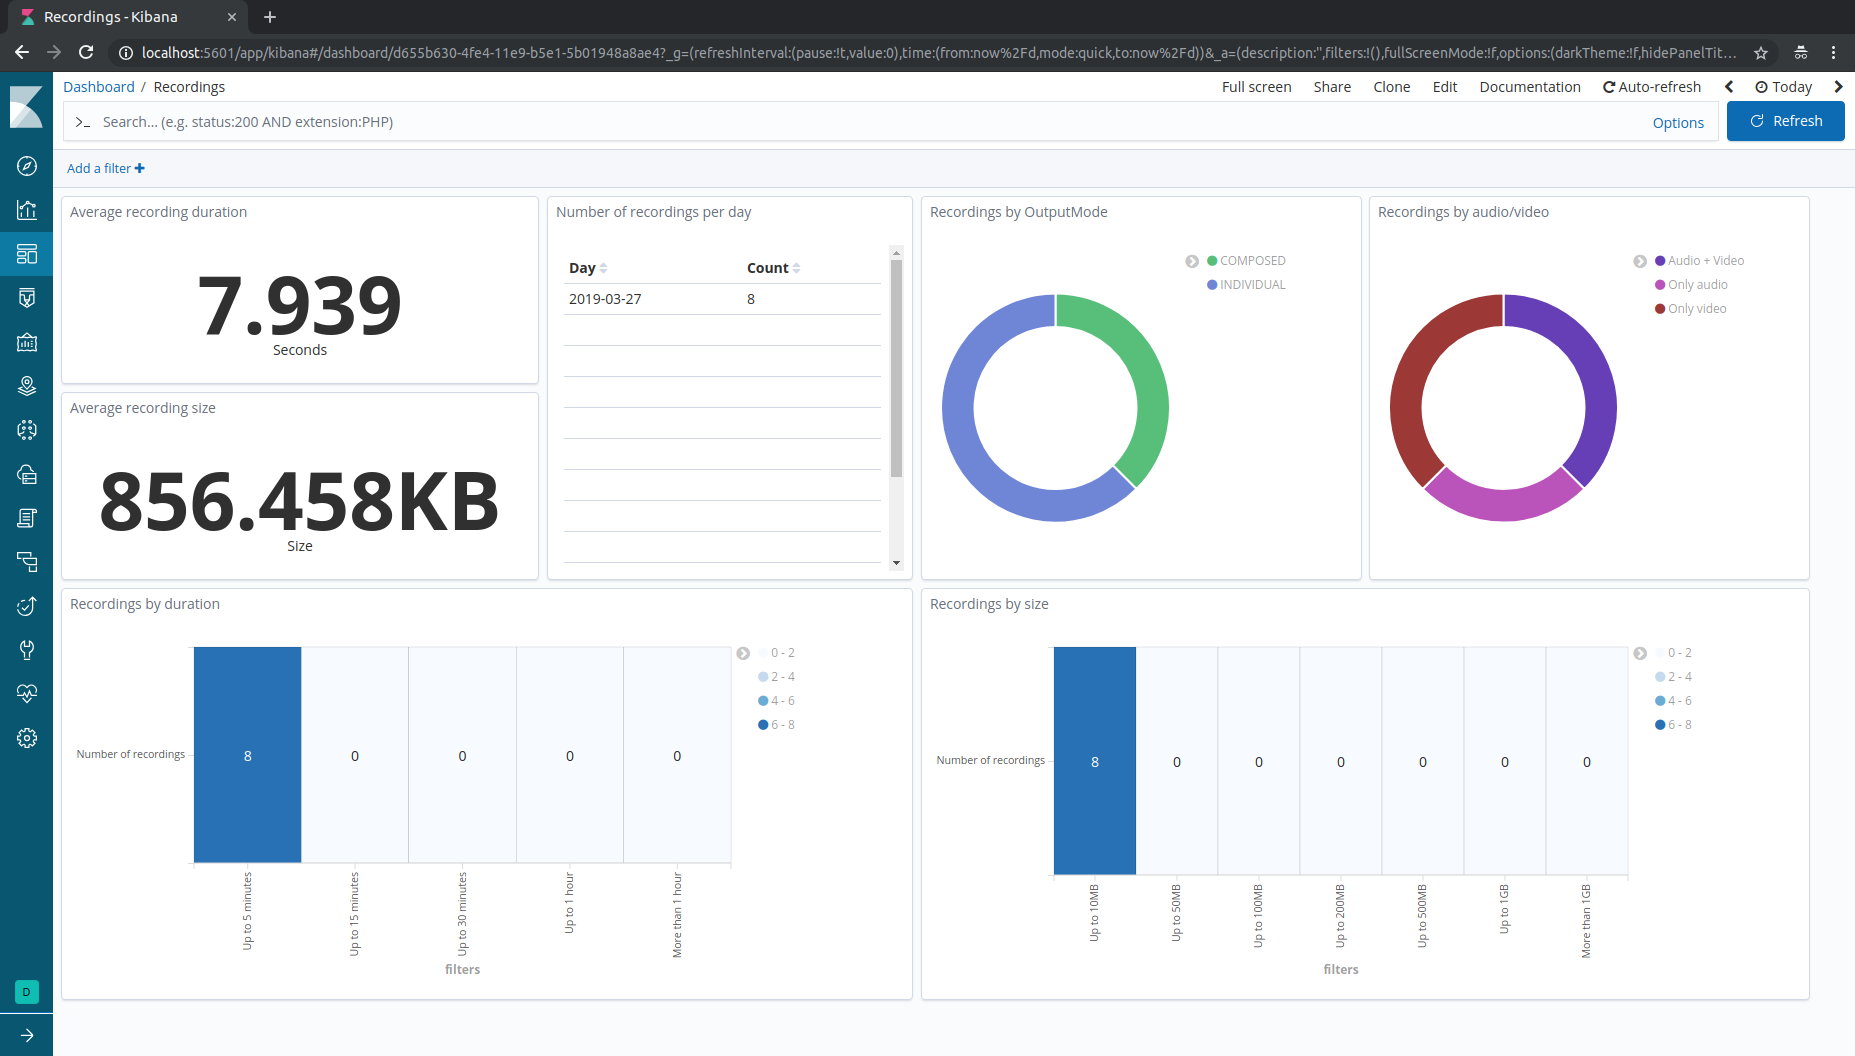 Recordings - Kibana
localhost:5601/app/kibana#/dashboard/d655b630-4fe4-11e9-b5e1-5b01948a8ae4?_g=(refreshInterval:(pause:!t,value:0),time:(from:now%2Fd,mode:quick,to:now%2Fd))&_a=(description:'',filters:!(),fullScreenMode:!f,options:(darkTheme:!f,hidePanelTit...
Dashboard / Recordings
Full screen Share Clone Edit Documentation Auto-refresh Today
>_ Search... (e.g. status:200 AND extension:PHP)
Options
Refresh
Add a filter +
Average recording duration
7.939
Seconds
Average recording size
856.458KB
Size
Number of recordings per day
Day Count
2019-03-27 8
Recordings by OutputMode
COMPOSED
INDIVIDUAL
Recordings by audio/video
Audio + Video
Only audio
Only video
Recordings by duration
0 - 2
2 - 4
4 - 6
6 - 8
Number of recordings
8 0 0 0 0
Up to 5 minutes
Up to 15 minutes
Up to 30 minutes
Up to 1 hour
More than 1 hour
filters
Recordings by size
0 - 2
2 - 4
4 - 6
6 - 8
Number of recordings
8 0 0 0 0 0 0
Up to 10MB
Up to 50MB
Up to 100MB
Up to 200MB
Up to 500MB
Up to 1GB
More than 1GB
filters
D